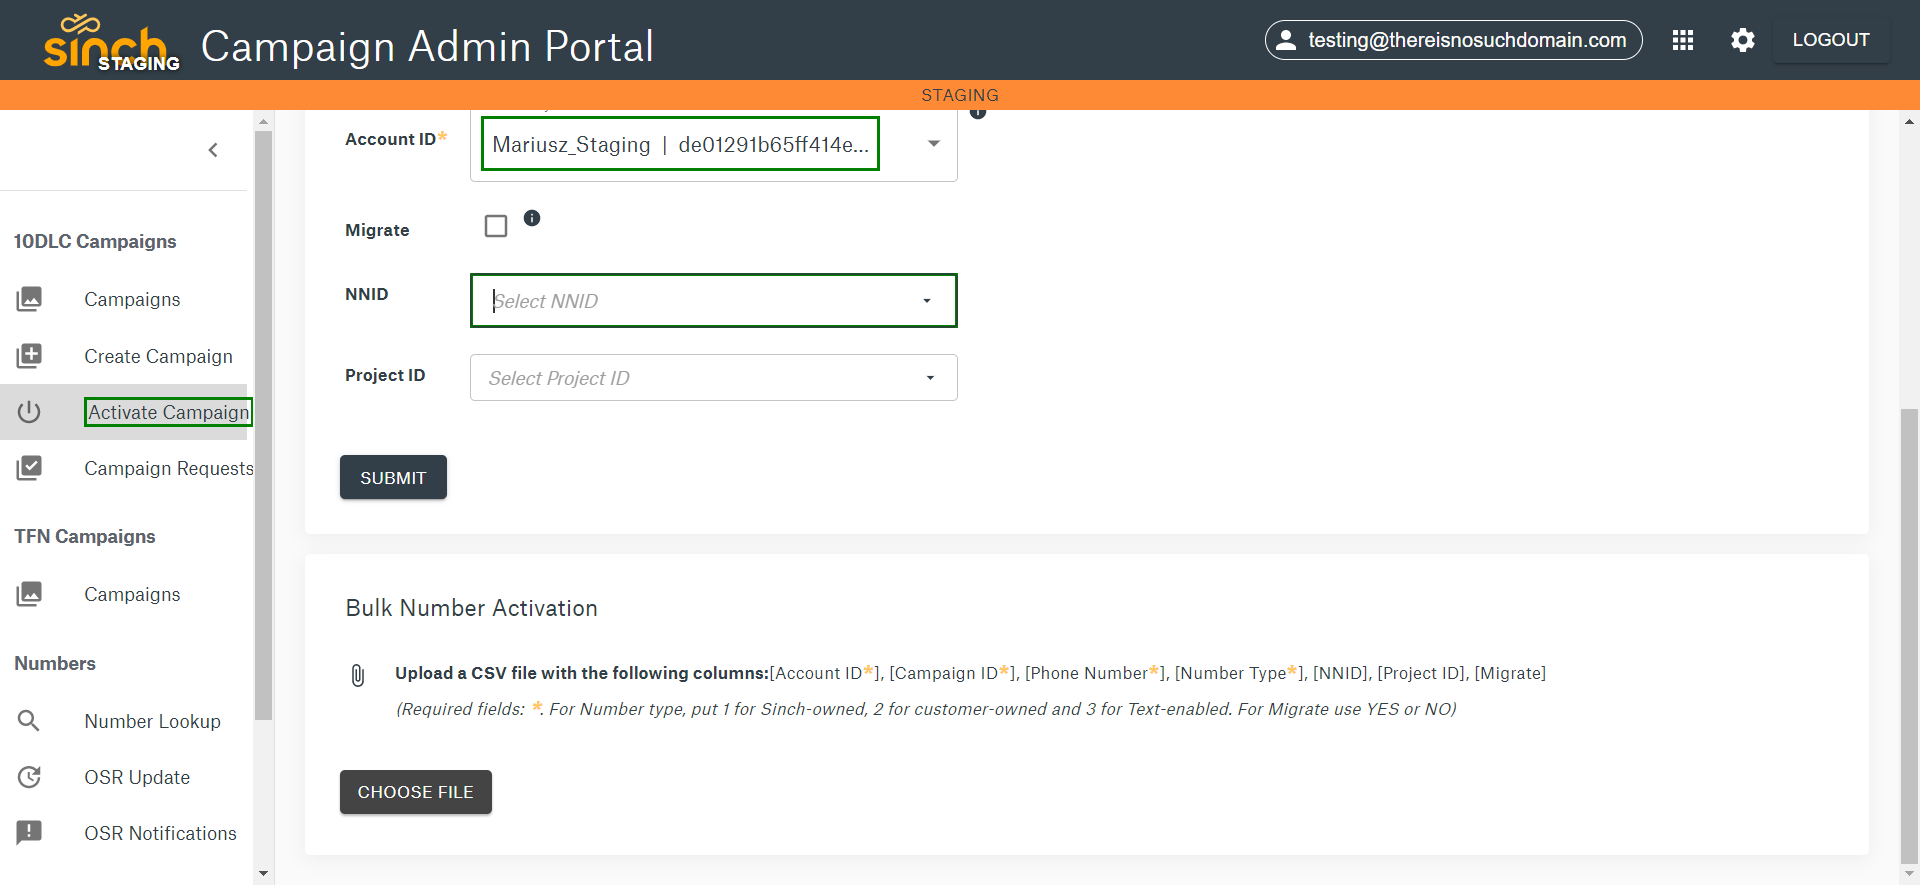 sinch
STAGING
Campaign Admin Portal
testing@thereisnosuchdomain.com
LOGOUT
STAGING
10DLC Campaigns
Campaigns
Create Campaign
Activate Campaign
Campaign Requests
TFN Campaigns
Campaigns
Numbers
Number Lookup
OSR Update
OSR Notifications
Account ID*
Mariusz_Staging | de01291b65ff414e...
Migrate
NNID
Select NNID
Project ID
Select Project ID
SUBMIT
Bulk Number Activation
Upload a CSV file with the following columns:[Account ID*], [Campaign ID*], [Phone Number*], [Number Type*], [NNID], [Project ID], [Migrate]
(Required fields: *. For Number type, put 1 for Sinch-owned, 2 for customer-owned and 3 for Text-enabled. For Migrate use YES or NO)
CHOOSE FILE